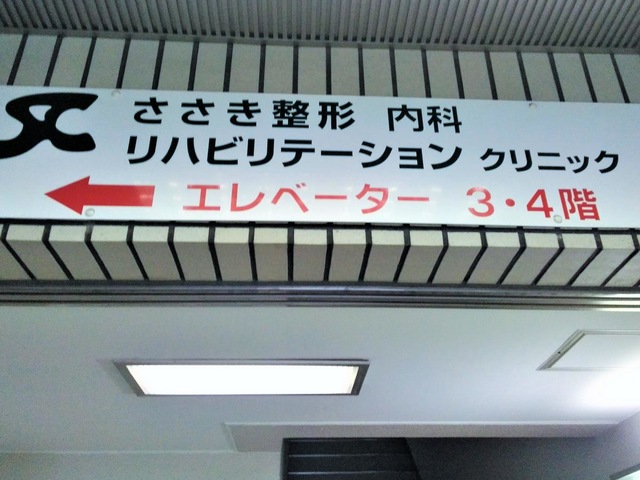 ささき整形 内科
リハビリテーション クリニック
エレベーター 3・4階